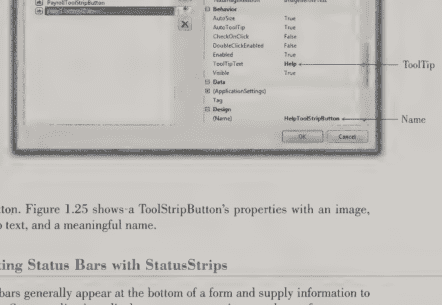 PayrollToolStripButton
Behavior
AutoSize True
AutoToolTip True
CheckOnClick False
DoubleClickEnabled False
Enabled True
ToolTipText Help ToolTip
Visible True
Data
(ApplicationSettings)
Tag
Design
(Name) HelpToolStripButton Name
OK Cancel
ton. Figure 1.25 shows a ToolStripButton's properties with an image,
text, and a meaningful name.
ing Status Bars with StatusStrips
bars generally appear at the bottom of a form and supply information to